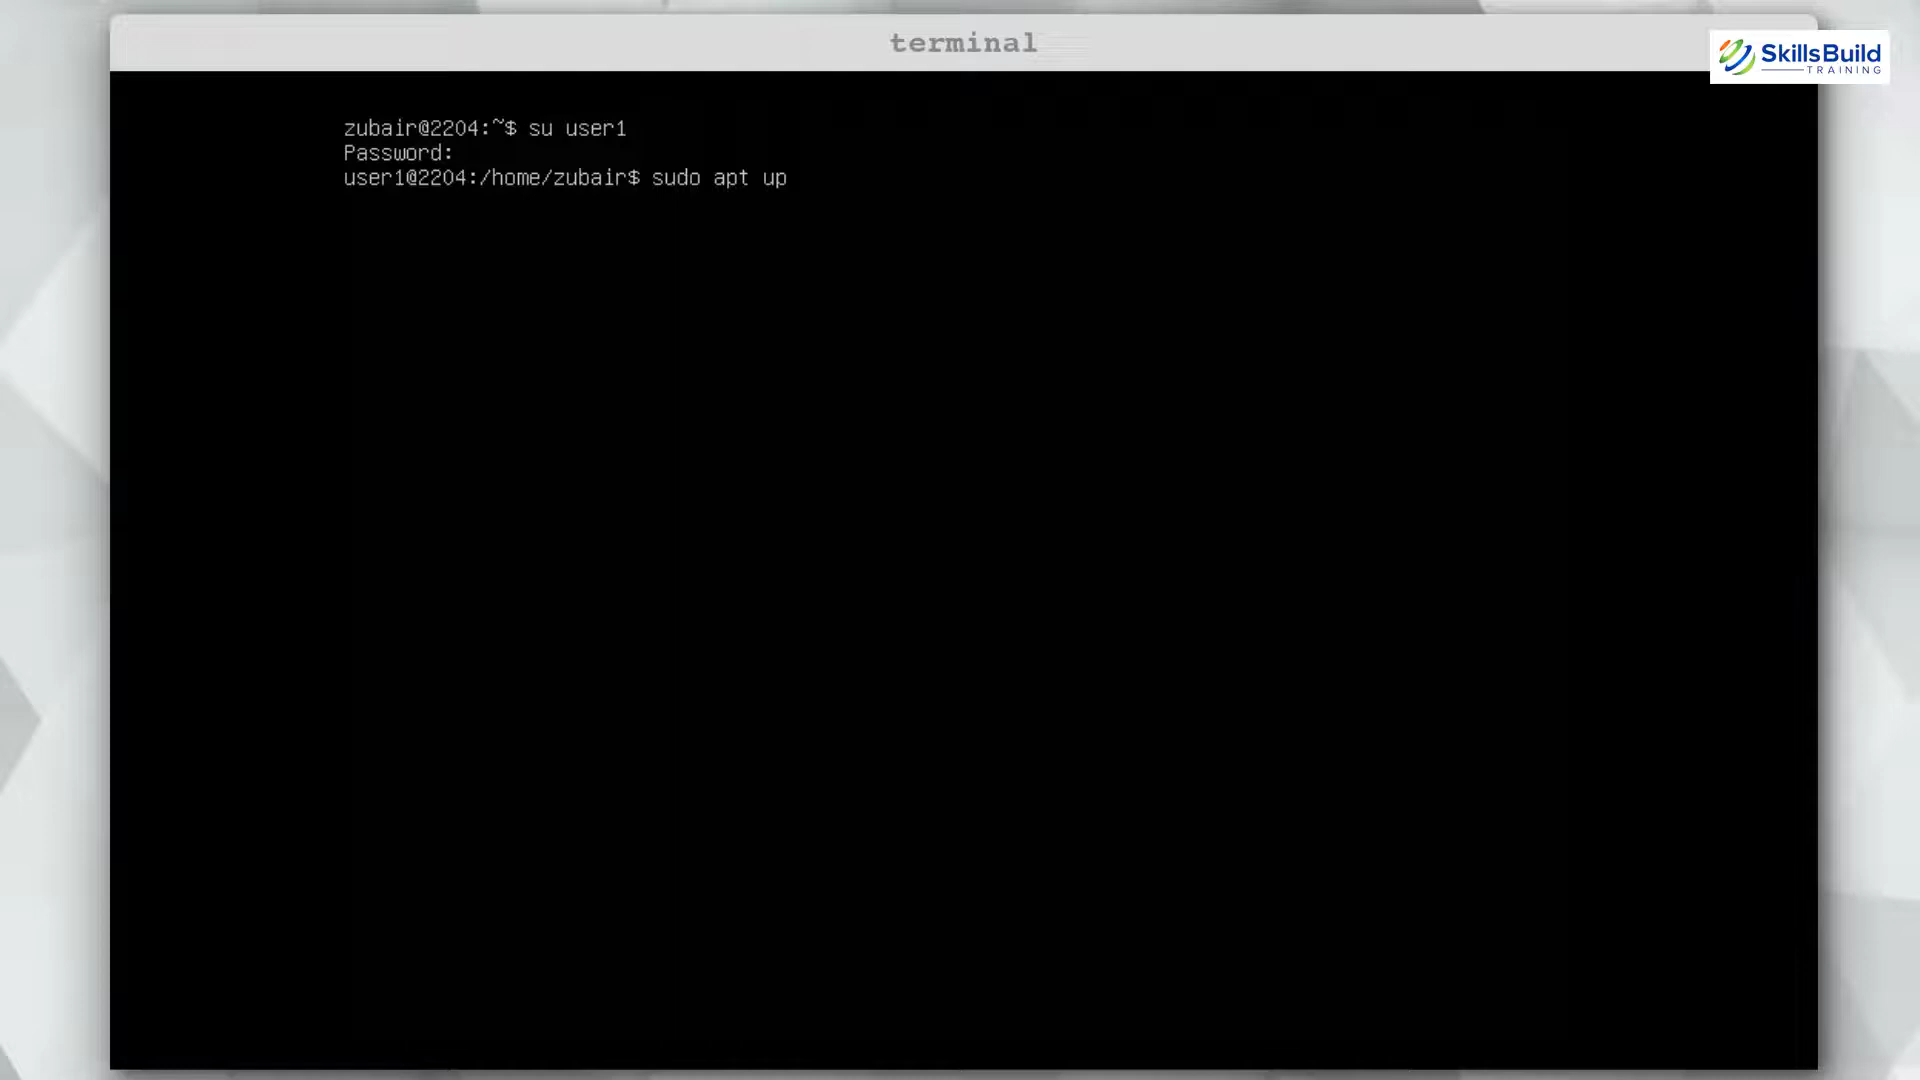 terminal
SkillsBuild
TRAINING
zubair@2204:~$ su user1
Password:
user1@2204:/home/zubair$ sudo apt up